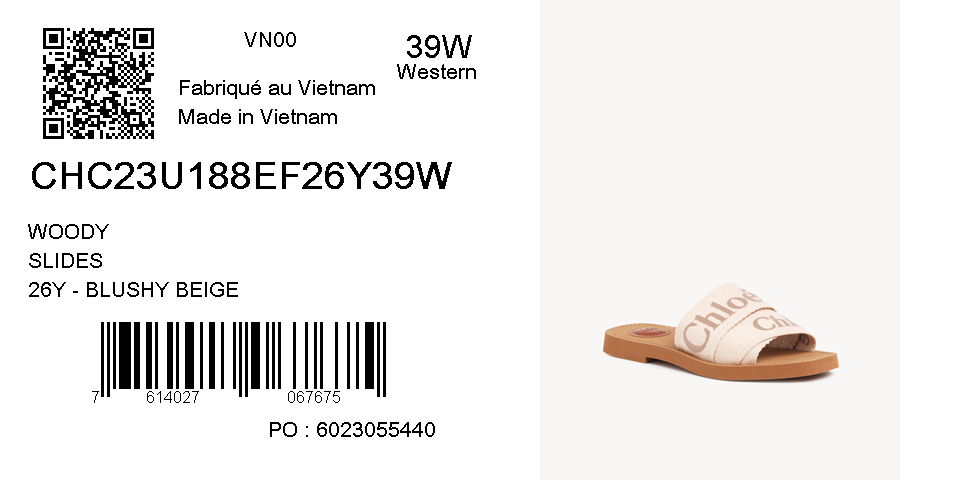 VN00
39W
Western
Fabriqué au Vietnam
Made in Vietnam
CHC23U188EF26Y39W
WOODY
SLIDES
26Y - BLUSHY BEIGE
7 614027 067675
PO : 6023055440
Chloé
Chl